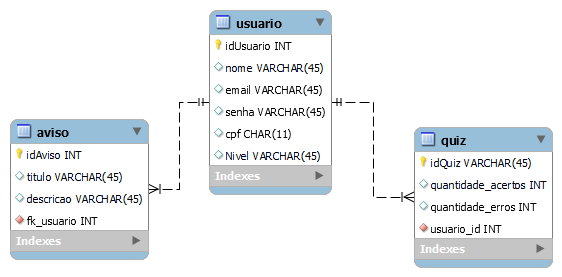 usuario
idUsuario INT
nome VARCHAR(45)
email VARCHAR(45)
senha VARCHAR(45)
cpf CHAR(11)
Nivel VARCHAR(45)
Indexes
aviso
idAviso INT
titulo VARCHAR(45)
descricao VARCHAR(45)
fk_usuario INT
Indexes
quiz
idQuiz VARCHAR(45)
quantidade_acertos INT
quantidade_erros INT
usuario_id INT
Indexes